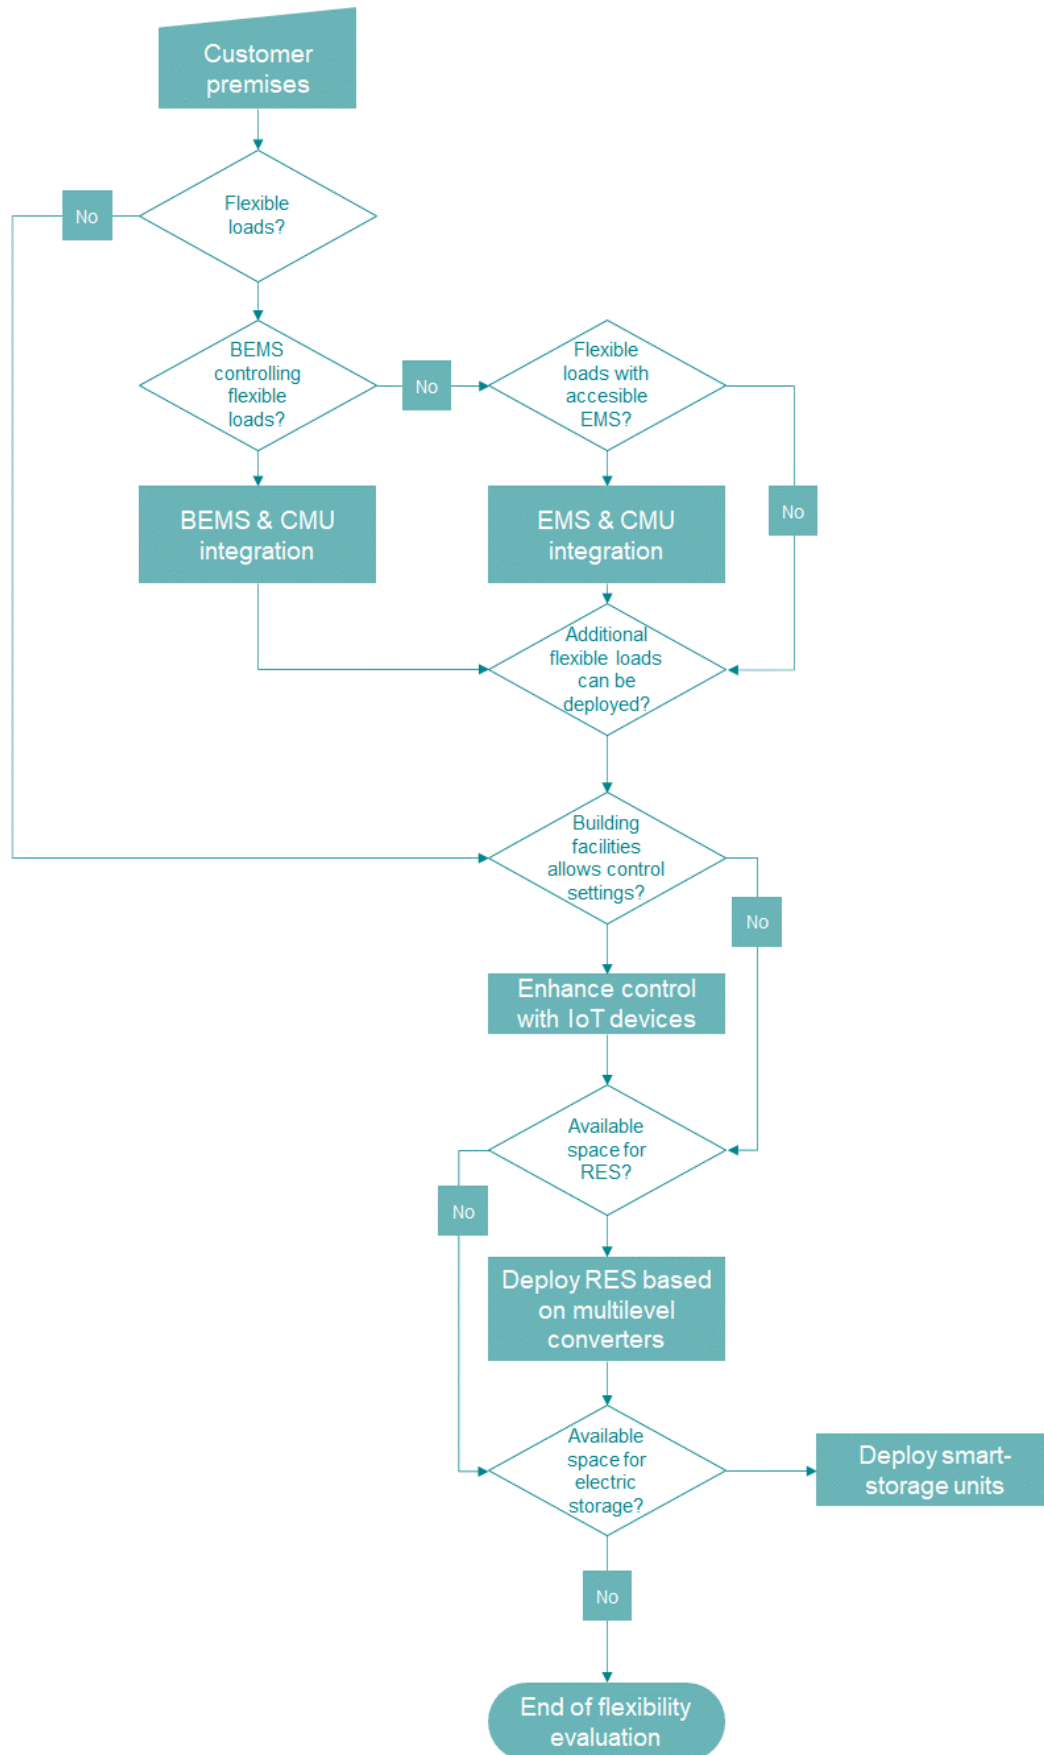 Customer
premises
Flexible
loads?
No
BEMS
controlling
flexible
loads?
No
Flexible
loads with
accesible
EMS?
No
BEMS & CMU
integration
EMS & CMU
integration
Additional
flexible loads
can be
deployed?
Building
facilities
allows control
settings?
No
Enhance control
with IoT devices
Available
space for
RES?
No
Deploy RES based
on multilevel
converters
Available
space for
electric
storage?
Deploy smart-
storage units
No
End of flexibility
evaluation